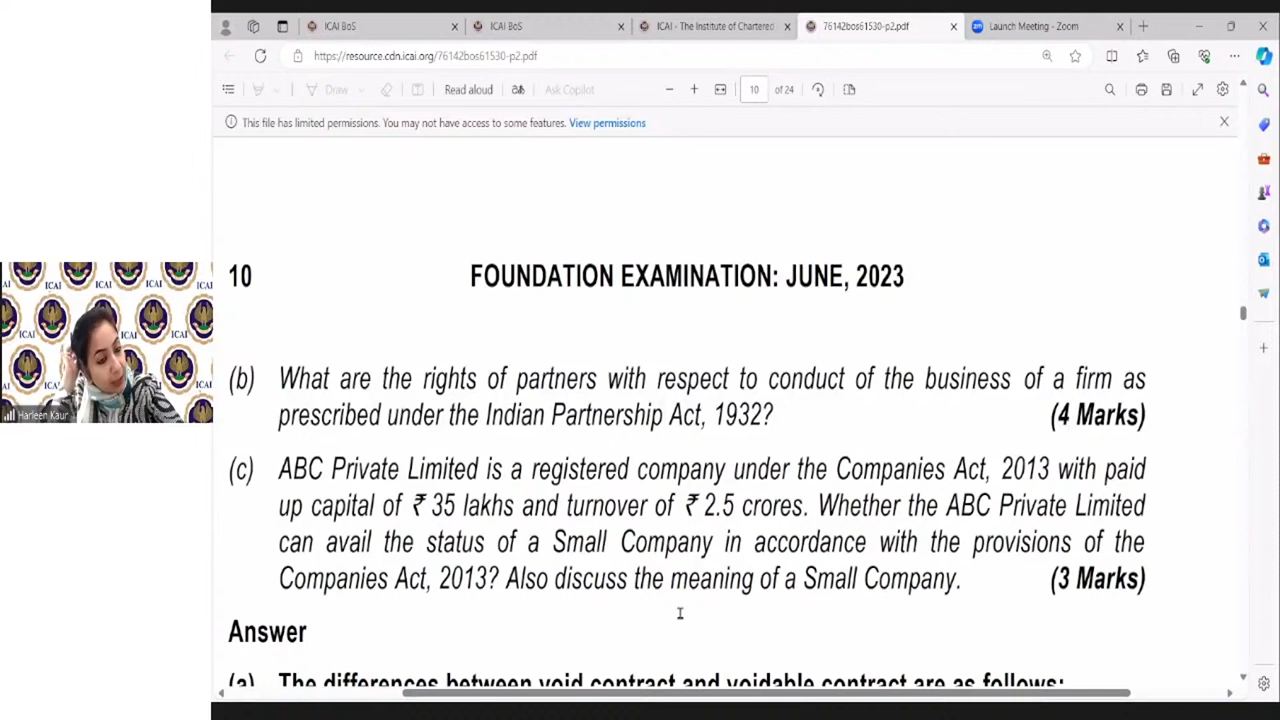 ICAI BoS
ICAI BoS
ICAI - The Institute of Chartered
76142bos61530-p2.pdf
Launch Meeting - Zoom
https://resource.cdn.icai.org/76142bos61530-p2.pdf
Draw
Read aloud
Ask Copilot
10 of 24
This file has limited permissions. You may not have access to some features. View permissions
10 FOUNDATION EXAMINATION: JUNE, 2023
(b) What are the rights of partners with respect to conduct of the business of a firm as
prescribed under the Indian Partnership Act, 1932? (4 Marks)
(c) ABC Private Limited is a registered company under the Companies Act, 2013 with paid
up capital of ₹ 35 lakhs and turnover of ₹ 2.5 crores. Whether the ABC Private Limited
can avail the status of a Small Company in accordance with the provisions of the
Companies Act, 2013? Also discuss the meaning of a Small Company. (3 Marks)
Answer
(a) The differences between void contract and voidable contract are as follows:
ICAI
ICAI
ICAI
Harleen Kaur